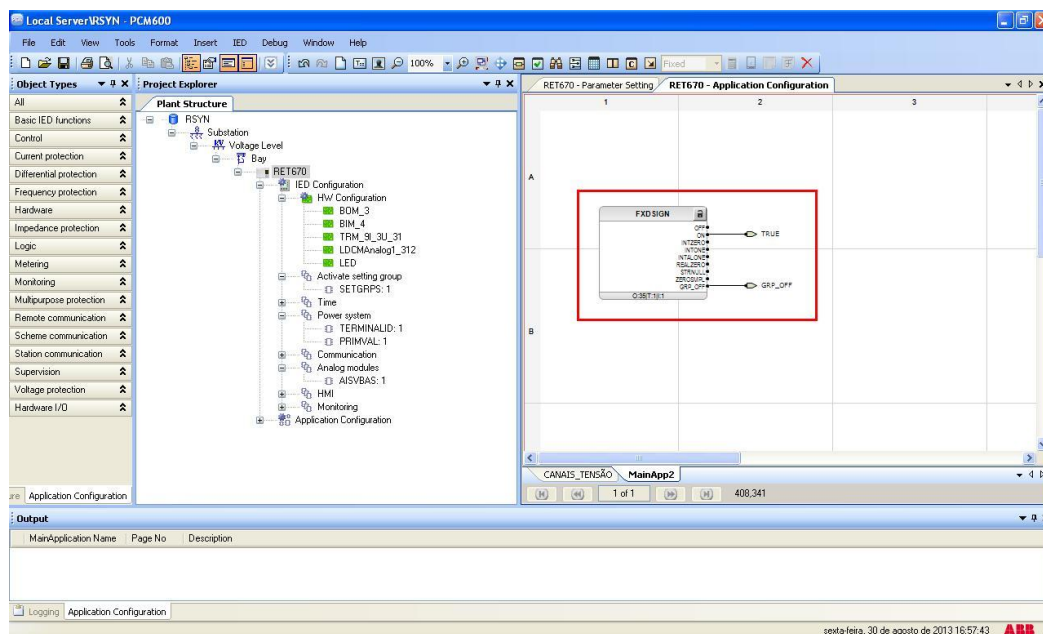 Local Server\RSYN - PCM600
File Edit View Tools Format Insert IED Debug Window Help
100%
Fixed
Object Types
All
Basic IED functions
Control
Current protection
Differential protection
Frequency protection
Hardware
Impedance protection
Logic
Metering
Monitoring
Multipurpose protection
Remote communication
Scheme communication
Station communication
Supervision
Voltage protection
Hardware I/O
Application Configuration
Project Explorer
Plant Structure
RSYN
Substation
Voltage Level
Bay
RET670
IED Configuration
HW Configuration
BOM_3
BIM_4
TRM_9I_3U_31
LDCMAnalog1_312
LED
Activate setting group
SETGRPS: 1
Time
Power system
TERMINALID: 1
PRIMVAL: 1
Communication
Analog modules
AISVBAS: 1
HMI
Monitoring
Application Configuration
RET670 - Parameter Setting RET670 - Application Configuration
1 2 3
A
B
FXDSIGN
OFF
ON
INTZERO
INTONE
INTALONE
REALZERO
STRNULL
ZEROSMPL
GRP_OFF
O:35|T:1|I:1
TRUE
GRP_OFF
CANAIS_TENSÃO MainApp2
1 of 1
408,341
Output
MainApplication Name Page No Description
Logging Application Configuration
sexta-feira, 30 de agosto de 2013 16:57:43 ABB